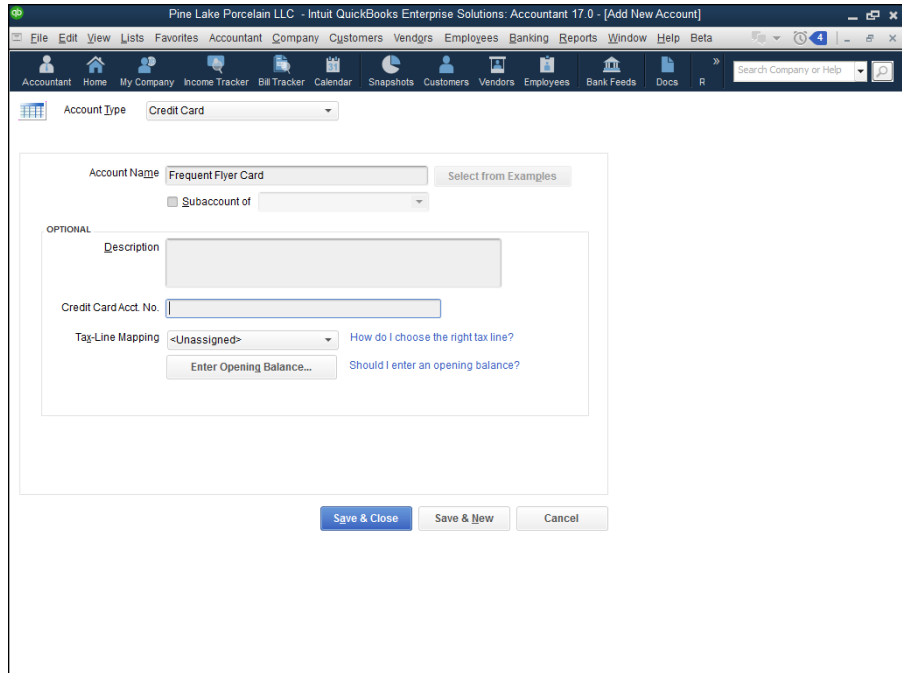 Pine Lake Porcelain LLC - Intuit QuickBooks Enterprise Solutions: Accountant 17.0 - [Add New Account]
File Edit View Lists Favorites Accountant Company Customers Vendors Employees Banking Reports Window Help Beta 4
Accountant Home My Company Income Tracker Bill Tracker Calendar Snapshots Customers Vendors Employees Bank Feeds Docs R » Search Company or Help
Account Type Credit Card
Account Name Frequent Flyer Card Select from Examples
Subaccount of
OPTIONAL
Description
Credit Card Acct. No.
Tax-Line Mapping <Unassigned> How do I choose the right tax line?
Enter Opening Balance... Should I enter an opening balance?
Save & Close Save & New Cancel